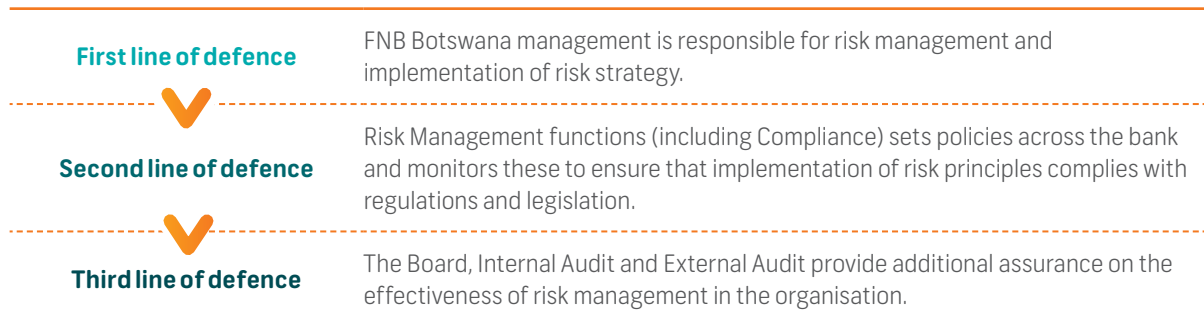 First line of defence
FNB Botswana management is responsible for risk management and
implementation of risk strategy.
Second line of defence
Risk Management functions (including Compliance) sets policies across the bank
and monitors these to ensure that implementation of risk principles complies with
regulations and legislation.
Third line of defence
The Board, Internal Audit and External Audit provide additional assurance on the
effectiveness of risk management in the organisation.